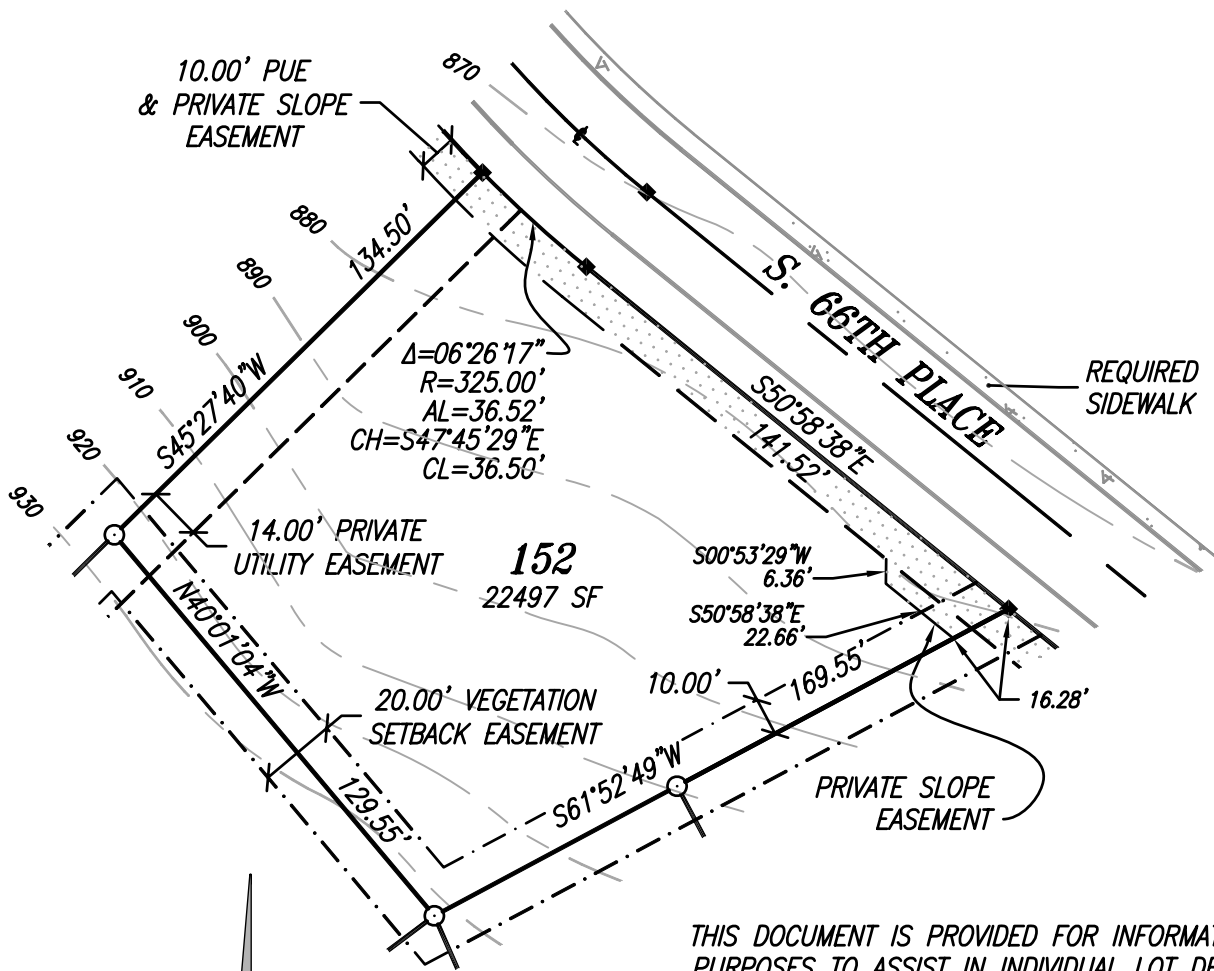 870
10.00' PUE
& PRIVATE SLOPE
EASEMENT
880
134.50'
890
S. 66TH PLACE
900
Δ=06°26'17"
R=325.00'
AL=36.52'
CH=S47°45'29"E
CL=36.50'
REQUIRED
SIDEWALK
910
S45°27'40"W
S50°58'38"E
141.52'
920
930
14.00' PRIVATE
UTILITY EASEMENT
152
22497 SF
S00°53'29"W
6.36'
S50°58'38"E
22.66'
N40°01'04"W
129.55'
20.00' VEGETATION
SETBACK EASEMENT
10.00'
169.55'
16.28'
S61°52'49"W
PRIVATE SLOPE
EASEMENT
THIS DOCUMENT IS PROVIDED FOR INFORMAT
PURPOSES TO ASSIST IN INDIVIDUAL LOT DE